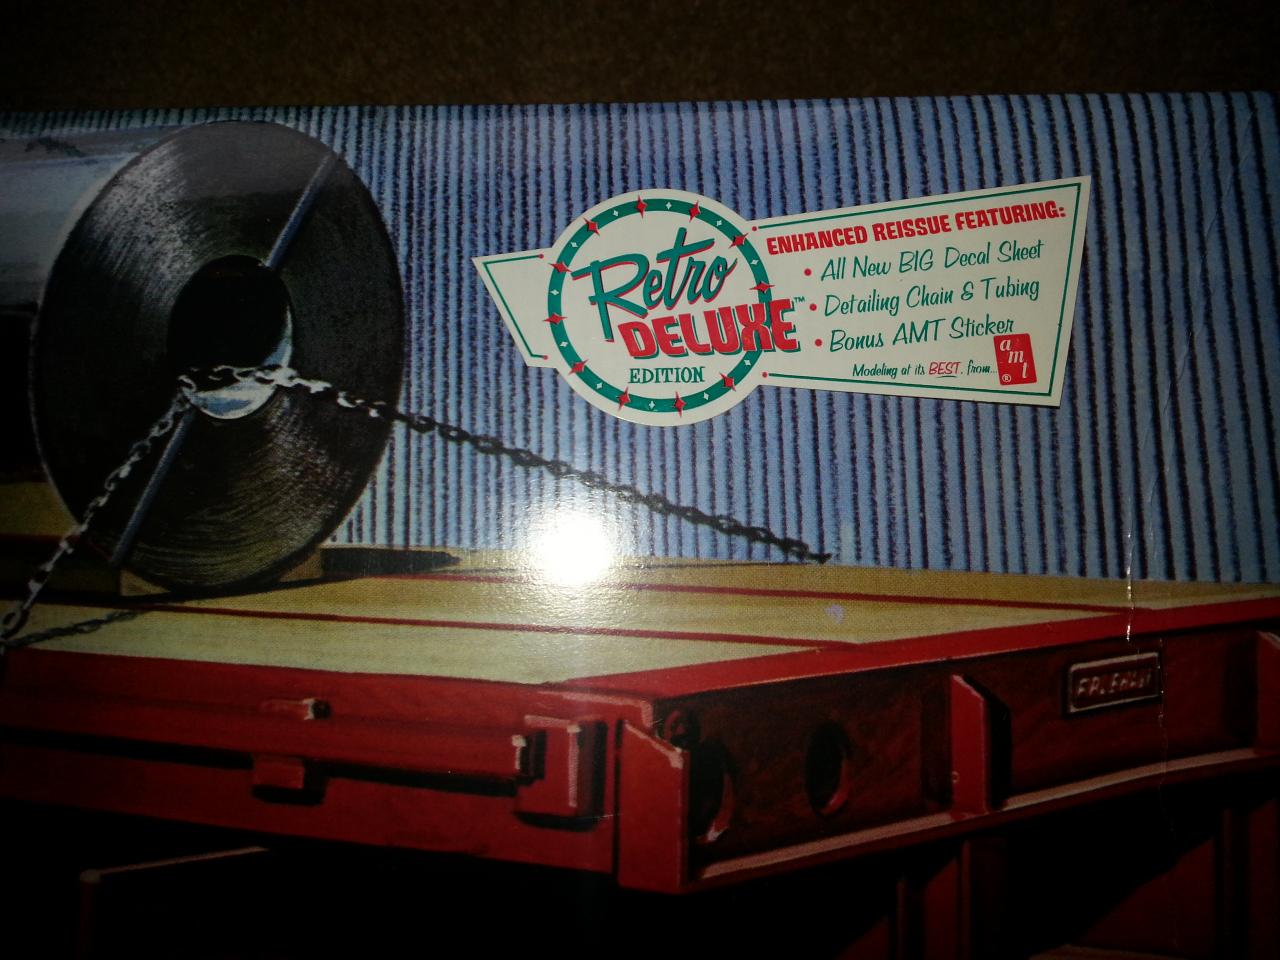 Retro
DELUXE™
EDITION
ENHANCED REISSUE FEATURING:
• All New BIG Decal Sheet
• Detailing Chain & Tubing
• Bonus AMT Sticker
Modeling at its BEST. from...
amt
®